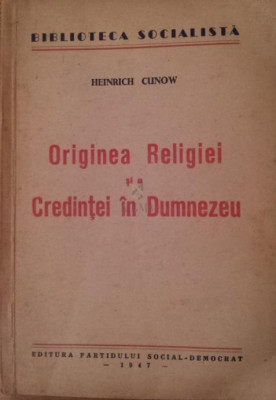 BIBLIOTECA SOCIALISTĂ
HEINRICH CUNOW
Originea Religiei
și a
Credinței în Dumnezeu
EDITURA PARTIDULUI SOCIAL-DEMOCRAT
— 1947 —